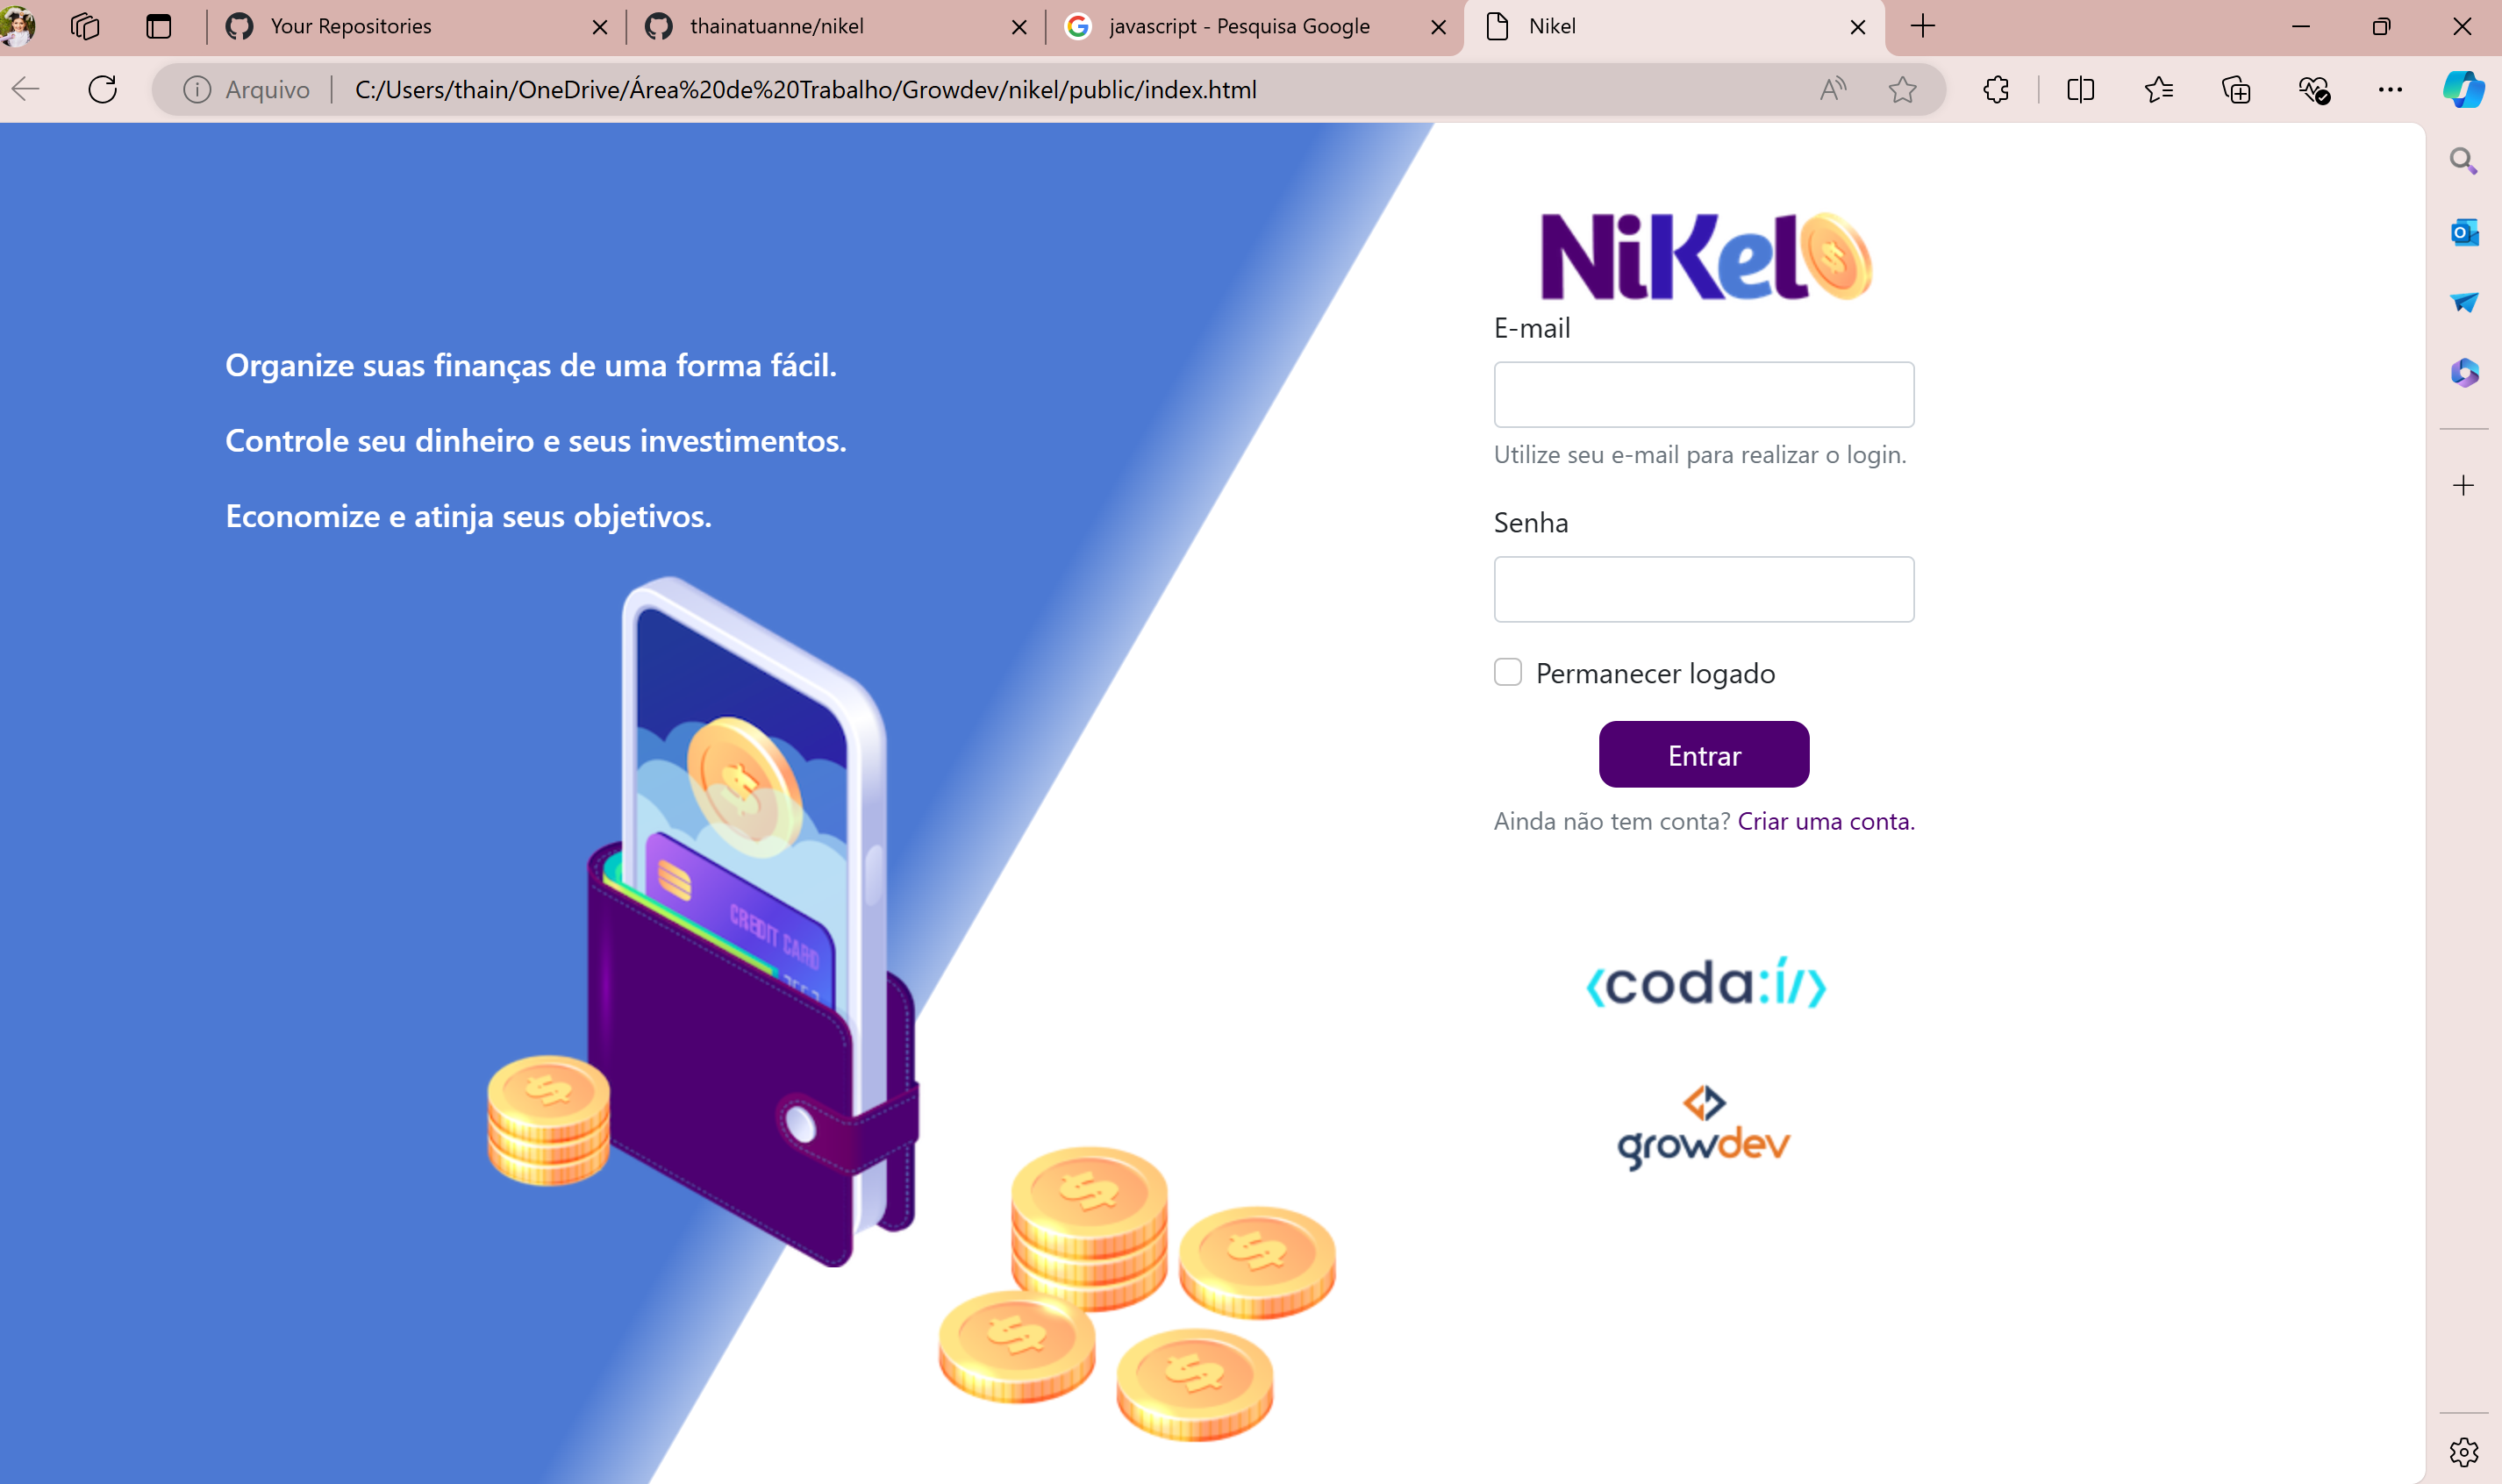 Your Repositories
thainatuanne/nikel
javascript - Pesquisa Google
Nikel
Arquivo
C:/Users/thain/OneDrive/Área%20de%20Trabalho/Growdev/nikel/public/index.html
NiKel
Organize suas finanças de uma forma fácil.
Controle seu dinheiro e seus investimentos.
Economize e atinja seus objetivos.
CREDIT CARD
E-mail
Utilize seu e-mail para realizar o login.
Senha
Permanecer logado
Entrar
Ainda não tem conta? Criar uma conta.
<coda:í/>
growdev